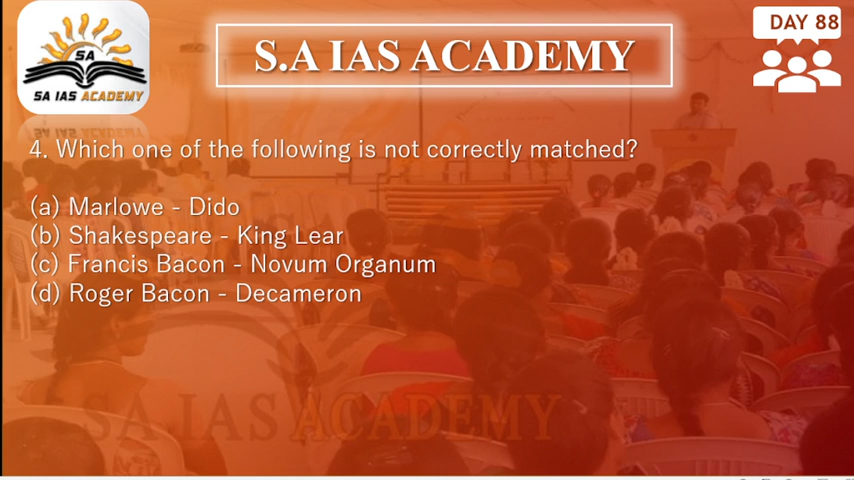 SA
SA IAS ACADEMY
S.A IAS ACADEMY
DAY 88
4. Which one of the following is not correctly matched?
(a) Marlowe - Dido
(b) Shakespeare - King Lear
(c) Francis Bacon - Novum Organum
(d) Roger Bacon - Decameron
SA IAS ACADEMY